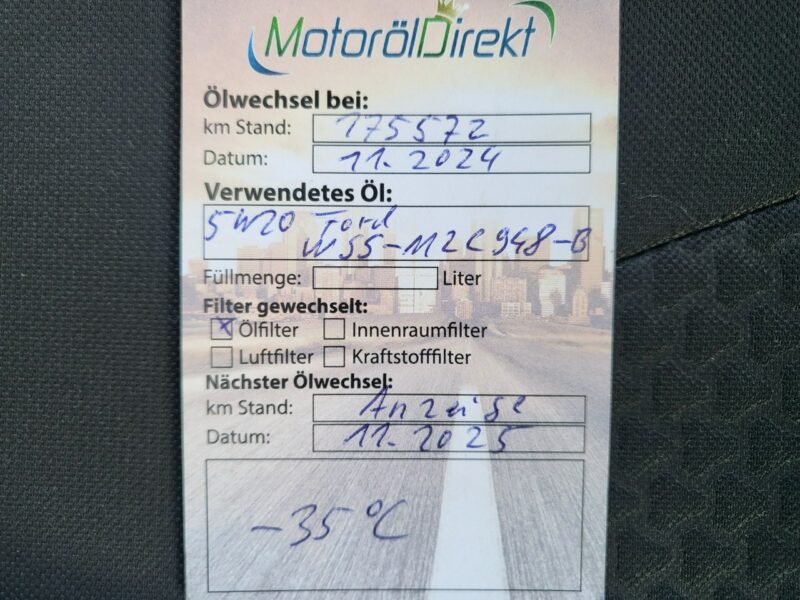 MotorölDirekt
Ölwechsel bei:
km Stand: 175572
Datum: 11.2024
Verwendetes Öl:
5W20 Ford
WSS-M2C948-B
Füllmenge: Liter
Filter gewechselt:
x Ölfilter Innenraumfilter
Luftfilter Kraftstofffilter
Nächster Ölwechsel:
km Stand: Anzeige
Datum: 11.2025
-35°C